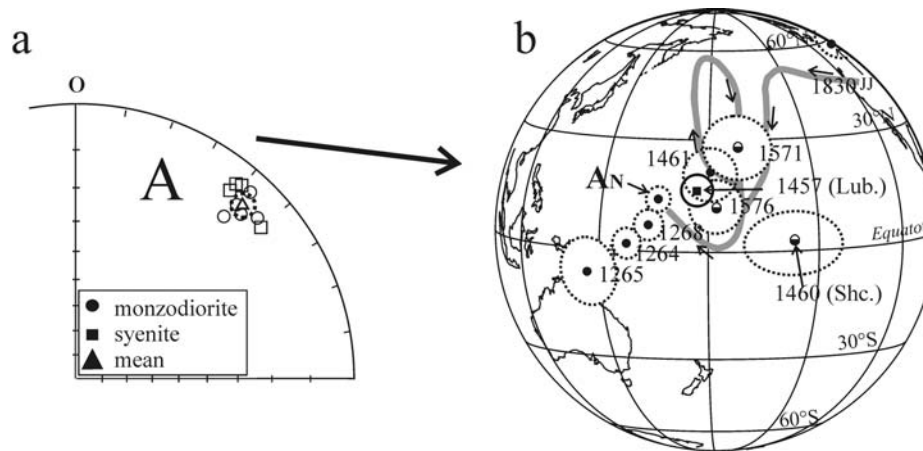 a
O
A
monzodiorite
syenite
mean
b
60°N
1830JJ
30°N
1571
1461
AN
1457 (Lub.)
1576
1268
1264
1265
Equato
1460 (Shc.)
30°S
60°S